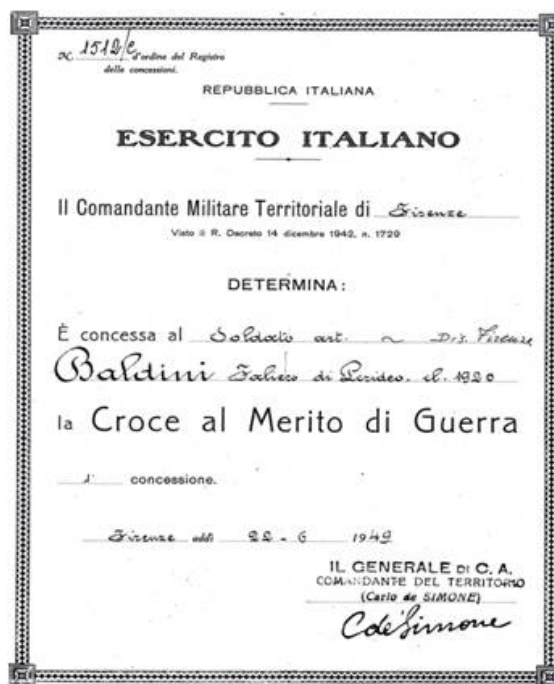 N. 1512/C d'ordine del Registro
delle concessioni.
REPUBBLICA ITALIANA
ESERCITO ITALIANO
Il Comandante Militare Territoriale di Firenze
Visto il R. Decreto 14 dicembre 1942, n. 1729
DETERMINA:
È concessa al Soldato art. ~ Dis. Firenze
Baldini Faliero di Perideo, cl. 1920
la Croce al Merito di Guerra
1ª concessione.
Firenze addì 22-6 1949
IL GENERALE DI C. A.
COMANDANTE DEL TERRITORIO
(Carlo de SIMONE)
C de Simone